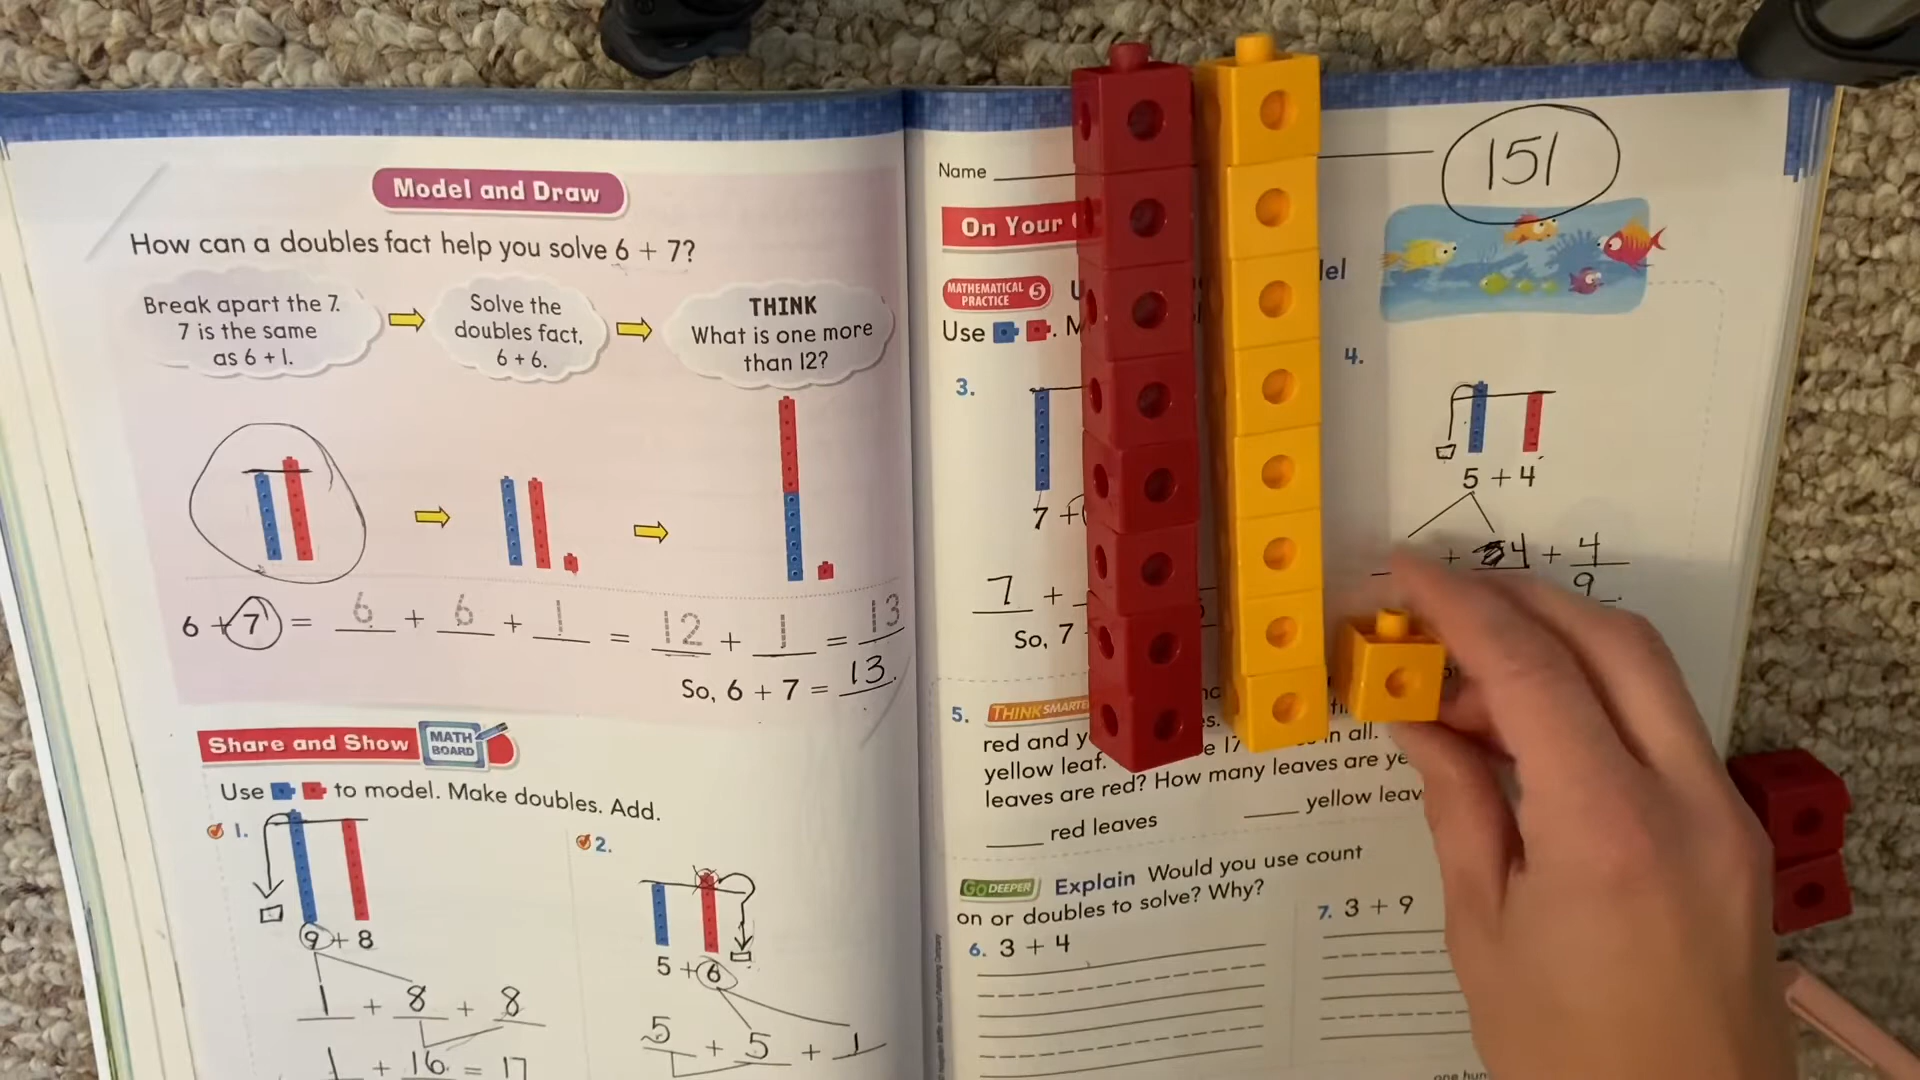 Model and Draw
How can a doubles fact help you solve 6 + 7?
Break apart the 7.
7 is the same
as 6 + 1.
Solve the
doubles fact,
6 + 6.
THINK
What is one more
than 12?
6 + 7 = 6 + 6 + 1 = 12 + 1 = 13
So, 6 + 7 = 13.
Share and Show MATH BOARD
Use to model. Make doubles. Add.
1.
9 + 8
1 + 8 + 8
1 + 16 = 17
2.
5 + 6
5 + 5 + 1
Name
151
On Your
MATHEMATICAL PRACTICE 5
Use
3.
7 +
7 +
So, 7
4.
5 + 4
+ 4 + 4
9
5. THINK SMARTE
red and y
17 in all.
yellow leaf.
leaves are red? How many leaves are ye
red leaves
yellow leav
GO DEEPER Explain Would you use count
on or doubles to solve? Why?
6. 3 + 4
7. 3 + 9